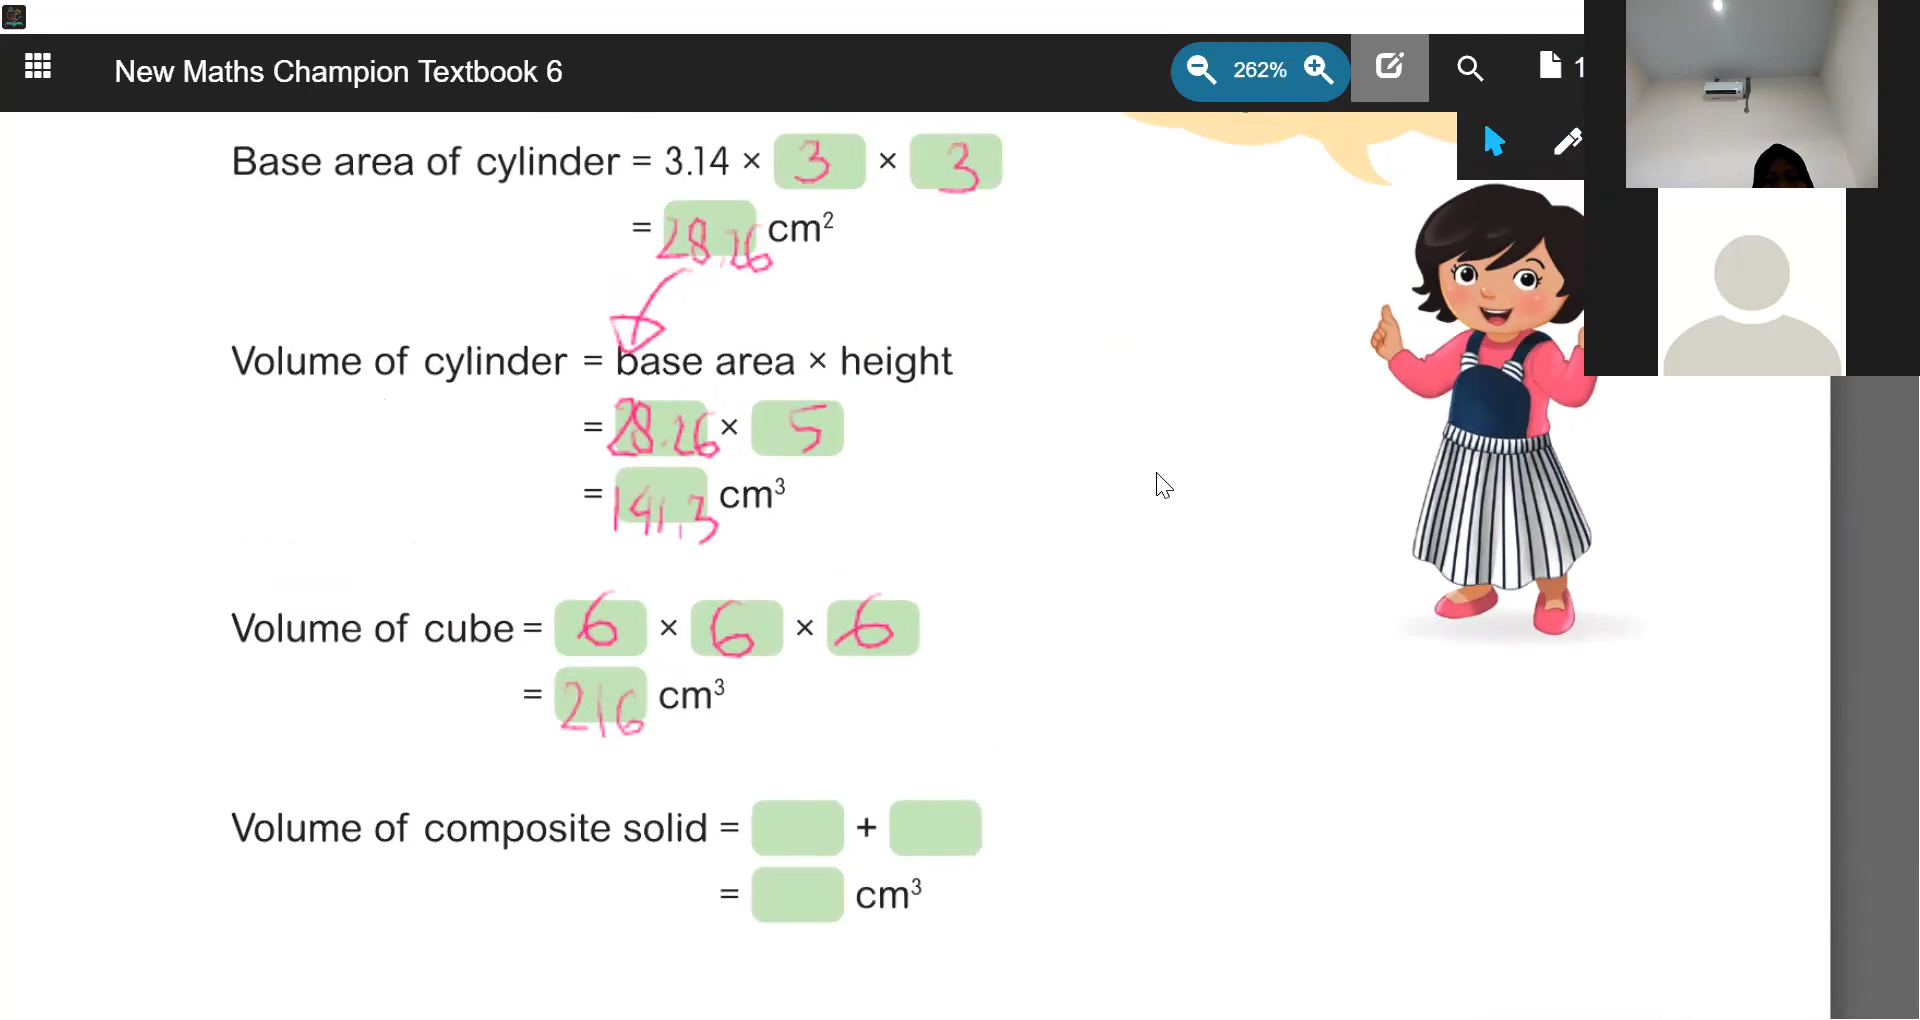 New Maths Champion Textbook 6
262%
1
Base area of cylinder = 3.14 × 3 × 3
= 28.26 cm²
Volume of cylinder = base area × height
= 28.26 × 5
= 141.3 cm³
Volume of cube = 6 × 6 × 6
= 216 cm³
Volume of composite solid = +
= cm³